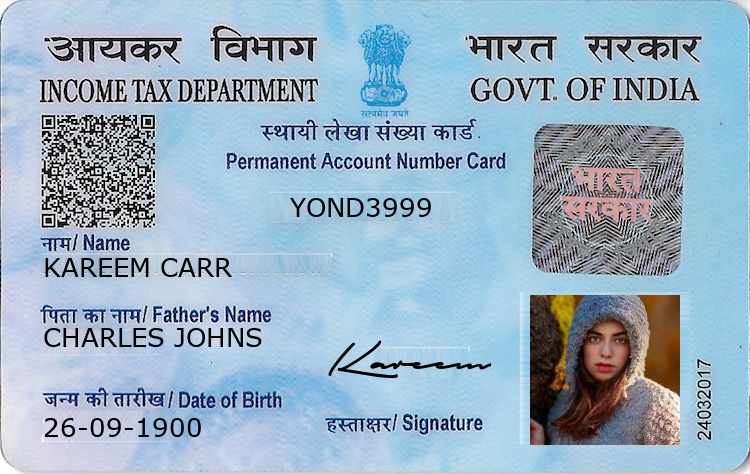 आयकर विभाग
INCOME TAX DEPARTMENT
सत्यमेव जयते
भारत सरकार
GOVT. OF INDIA
स्थायी लेखा संख्या कार्ड
Permanent Account Number Card
YOND3999
भारत
सरकार
नाम/ Name
KAREEM CARR
पिता का नाम/ Father's Name
CHARLES JOHNS
Kareem
जन्म की तारीख / Date of Birth
26-09-1900
हस्ताक्षर/ Signature
24032017